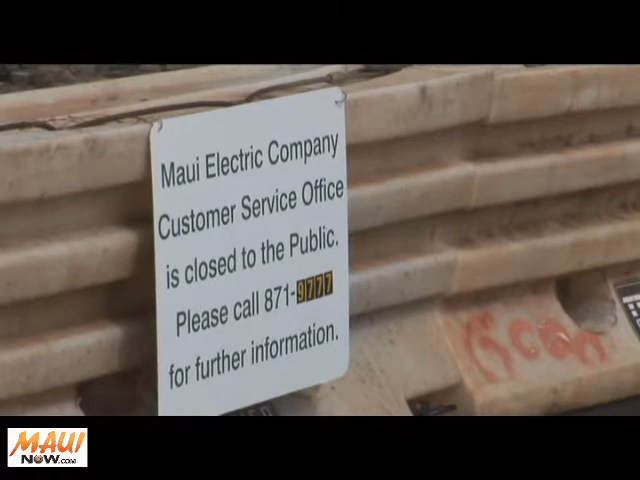 Maui Electric Company
Customer Service Office
is closed to the Public.
Please call 871-9777
for further information.
MAUI
NOW.COM